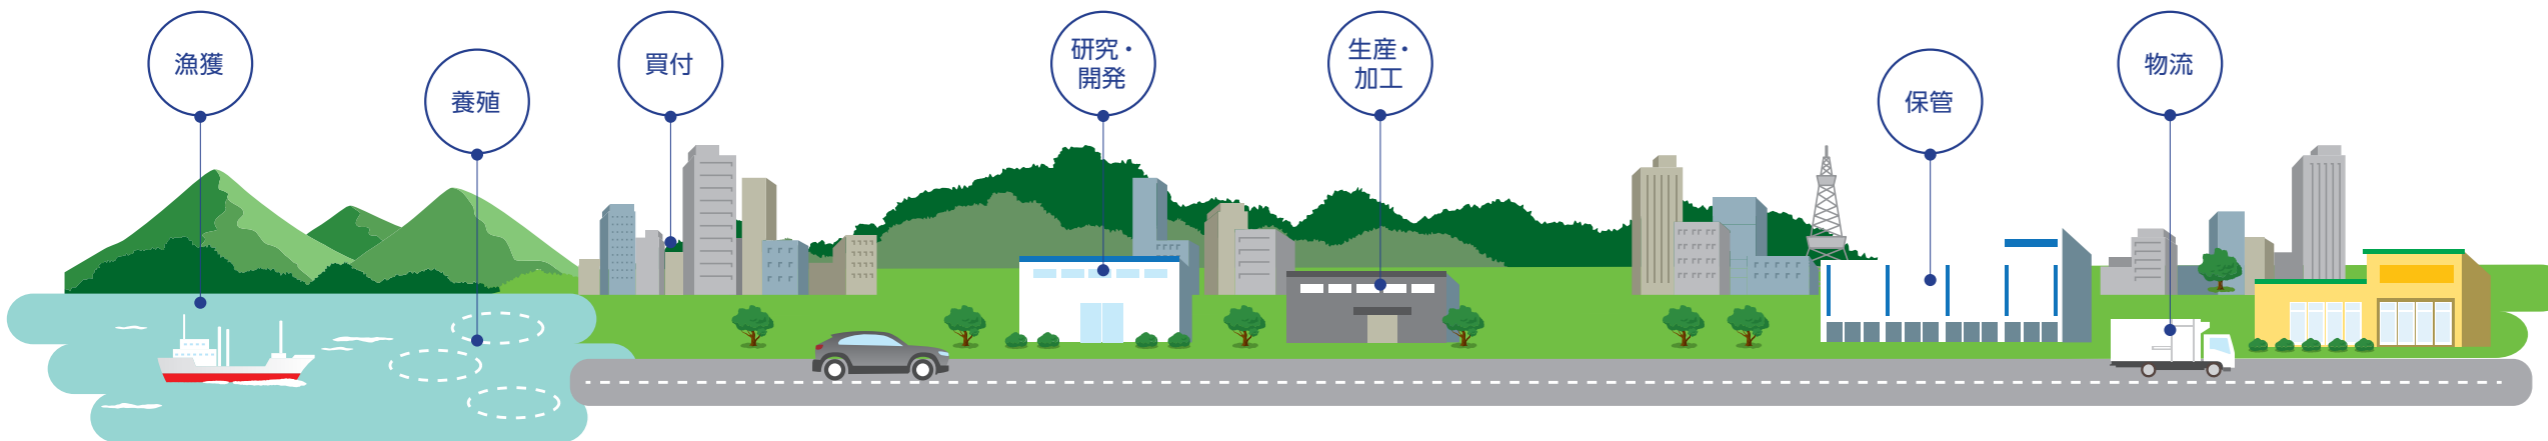 漁獲
養殖
買付
研究・
開発
生産・
加工
保管
物流